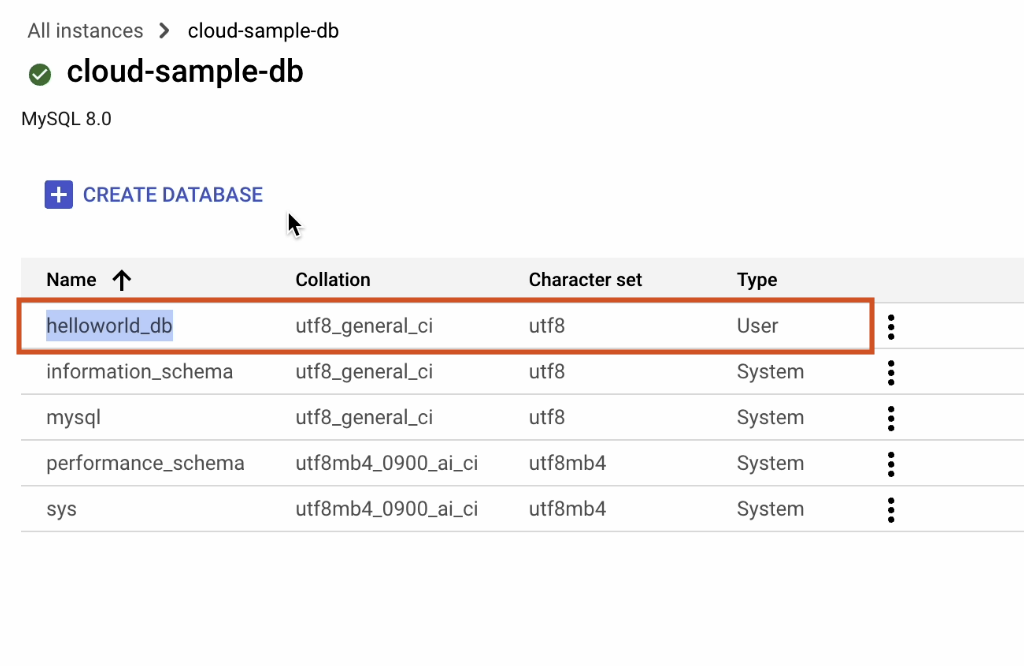 All instances > cloud-sample-db
cloud-sample-db
MySQL 8.0
CREATE DATABASE
Name Collation Character set Type
helloworld_db utf8_general_ci utf8 User
information_schema utf8_general_ci utf8 System
mysql utf8_general_ci utf8 System
performance_schema utf8mb4_0900_ai_ci utf8mb4 System
sys utf8mb4_0900_ai_ci utf8mb4 System